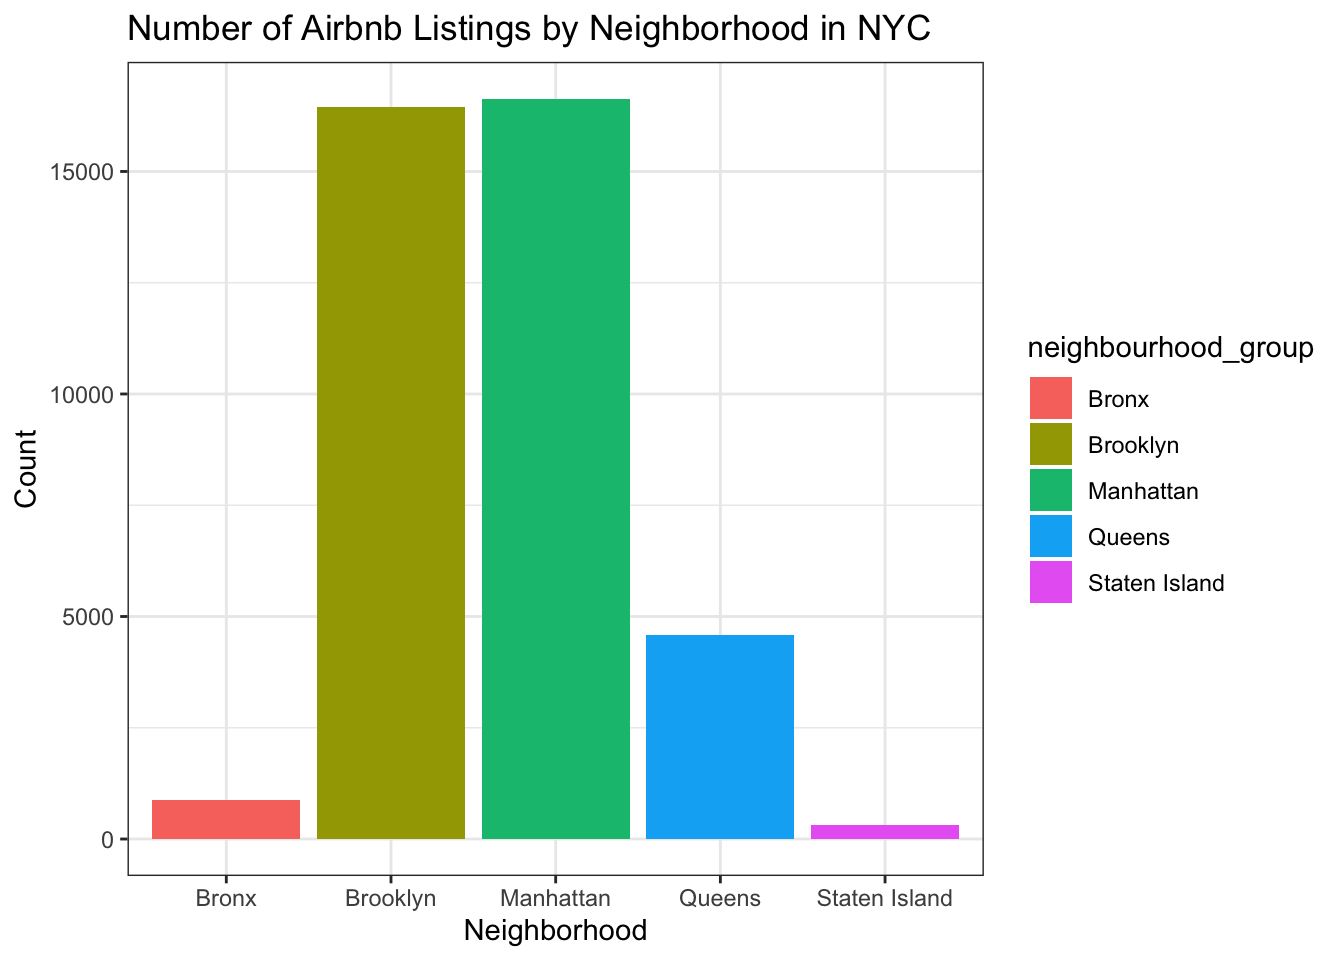 Number of Airbnb Listings by Neighborhood in NYC
15000
10000
5000
0
Count
Bronx Brooklyn Manhattan Queens Staten Island
Neighborhood
neighbourhood_group
Bronx
Brooklyn
Manhattan
Queens
Staten Island